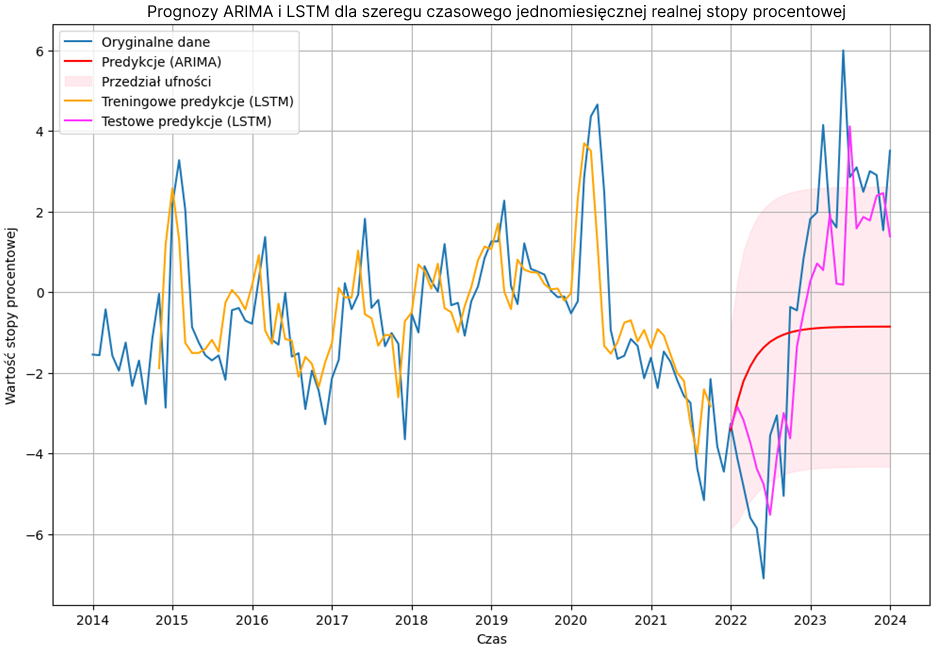 Prognozy ARIMA i LSTM dla szeregu czasowego jednomiesięcznej realnej stopy procentowej
Oryginalne dane
Predykcje (ARIMA)
Przedział ufności
Treningowe predykcje (LSTM)
Testowe predykcje (LSTM)
Wartość stopy procentowej
6
4
2
0
−2
−4
−6
2014 2015 2016 2017 2018 2019 2020 2021 2022 2023 2024
Czas